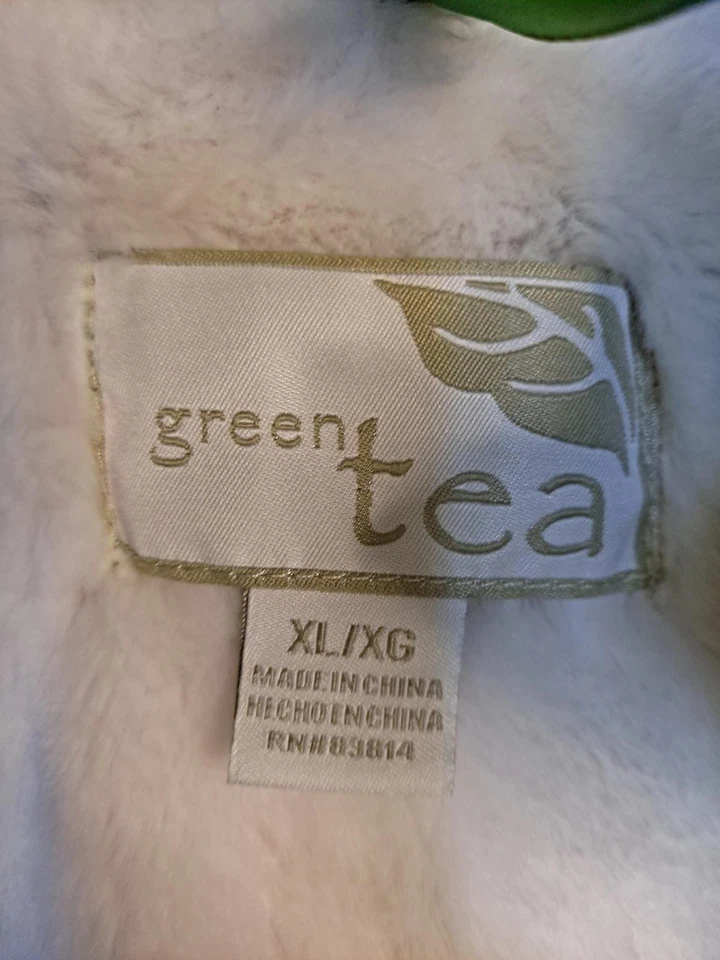 green
tea
XL/XG
MADE IN CHINA
HECHO EN CHINA
RN#83814